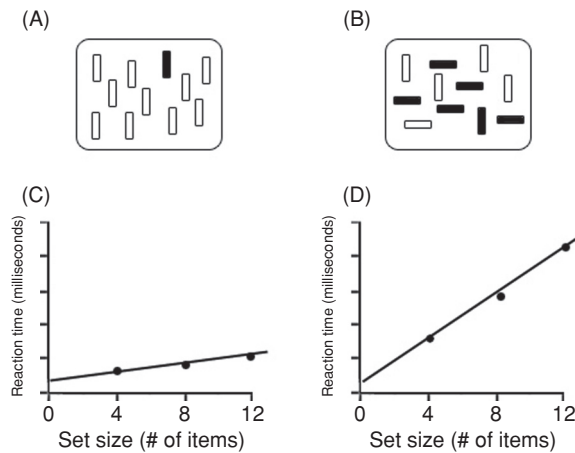 (A) (B)
(C) (D)
Reaction time (milliseconds) Reaction time (milliseconds)
0 4 8 12 0 4 8 12
Set size (# of items) Set size (# of items)